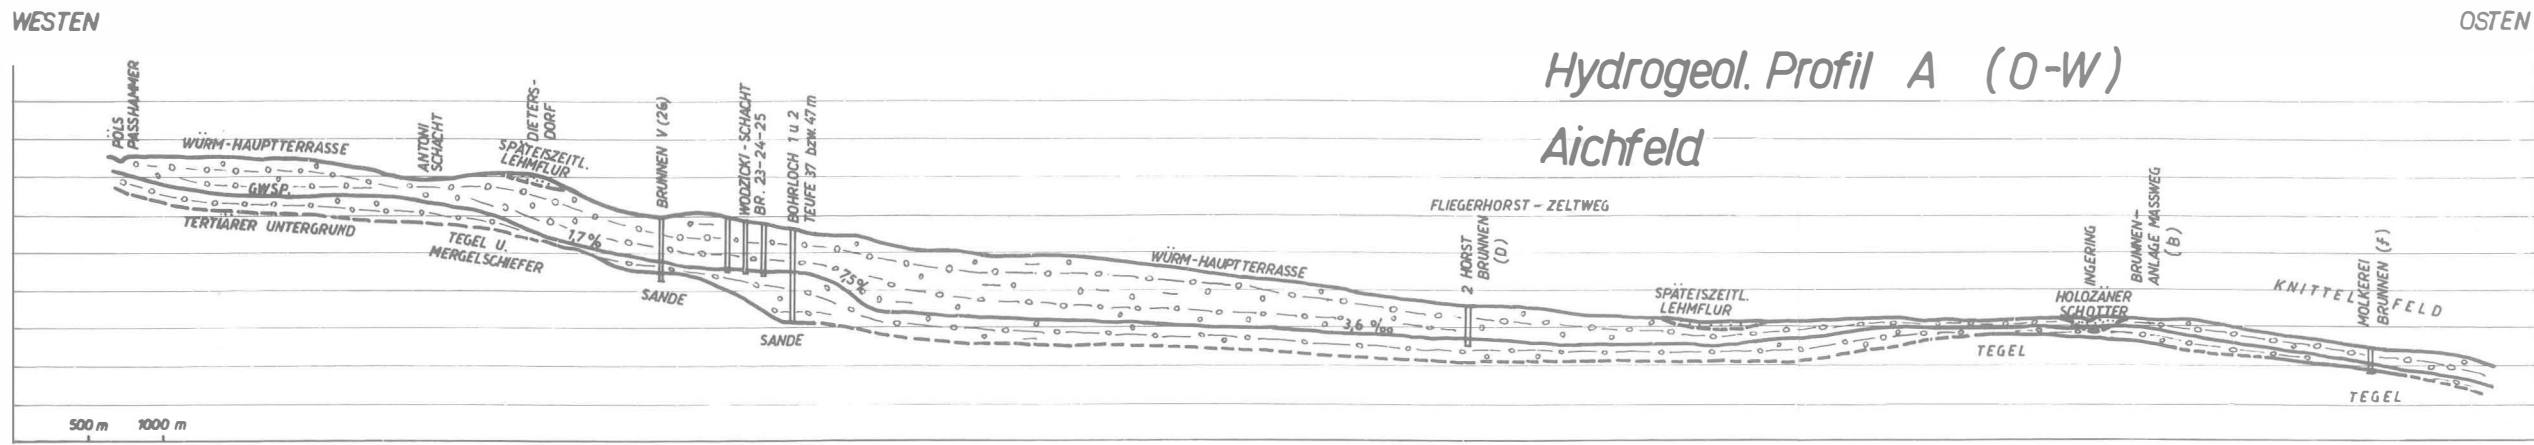 WESTEN
OSTEN
Hydrogeol. Profil A (O-W)
Aichfeld
PÖLS
PASSHAMMER
WÜRM-HAUPTTERRASSE
ANTONI
SCHACHT
DIETERS-
DORF
SPÄTEISZEITL.
LEHMFLUR
BRUNNEN V (26)
WODZICKI-SCHACHT
BR. 23-24-25
BOHRLOCH 1 u 2
TEUFE 37 bzw. 47 m
GWSP.
TERTIÄRER UNTERGRUND
TEGEL U.
MERGELSCHIEFER
1,7 %
SANDE
7,5 %
SANDE
WÜRM-HAUPTTERRASSE
FLIEGERHORST - ZELTWEG
2 HORST
BRUNNEN
(D)
3,6 ‰
SPÄTEISZEITL.
LEHMFLUR
INGERING
HOLOZÄNER
SCHOTTER
BRUNNEN-
ANLAGE MASSWEG
(B)
TEGEL
KNITTELFELD
MOLKEREI
BRUNNEN (f)
TEGEL
500 m 1000 m